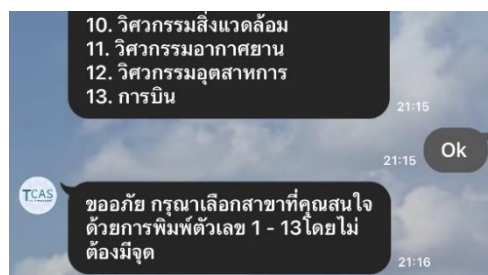 10. วิศวกรรมสิ่งแวดล้อม
11. วิศวกรรมอากาศยาน
12. วิศวกรรมอุตสาหการ
13. การบิน
21:15
Ok
21:15
TCAS
ขออภัย กรุณาเลือกสาขาที่คุณสนใจ
ด้วยการพิมพ์ตัวเลข 1 - 13โดยไม่
ต้องมีจุด
21:16